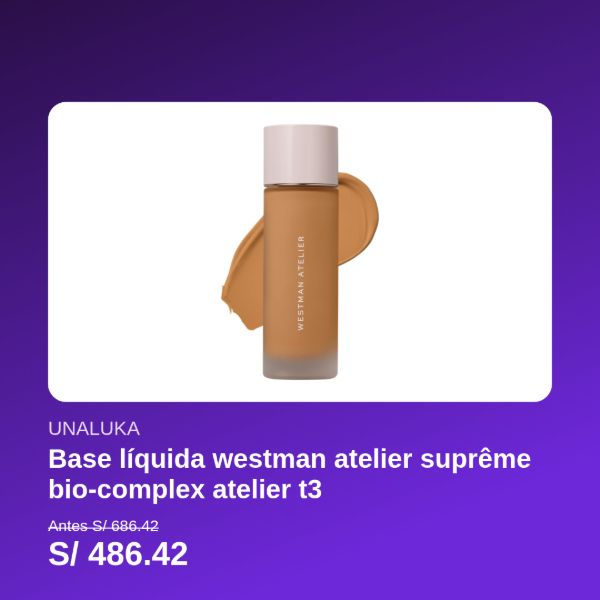 WESTMAN ATELIER
UNALUKA
Base líquida westman atelier suprême
bio-complex atelier t3
Antes S/ 686.42
S/ 486.42